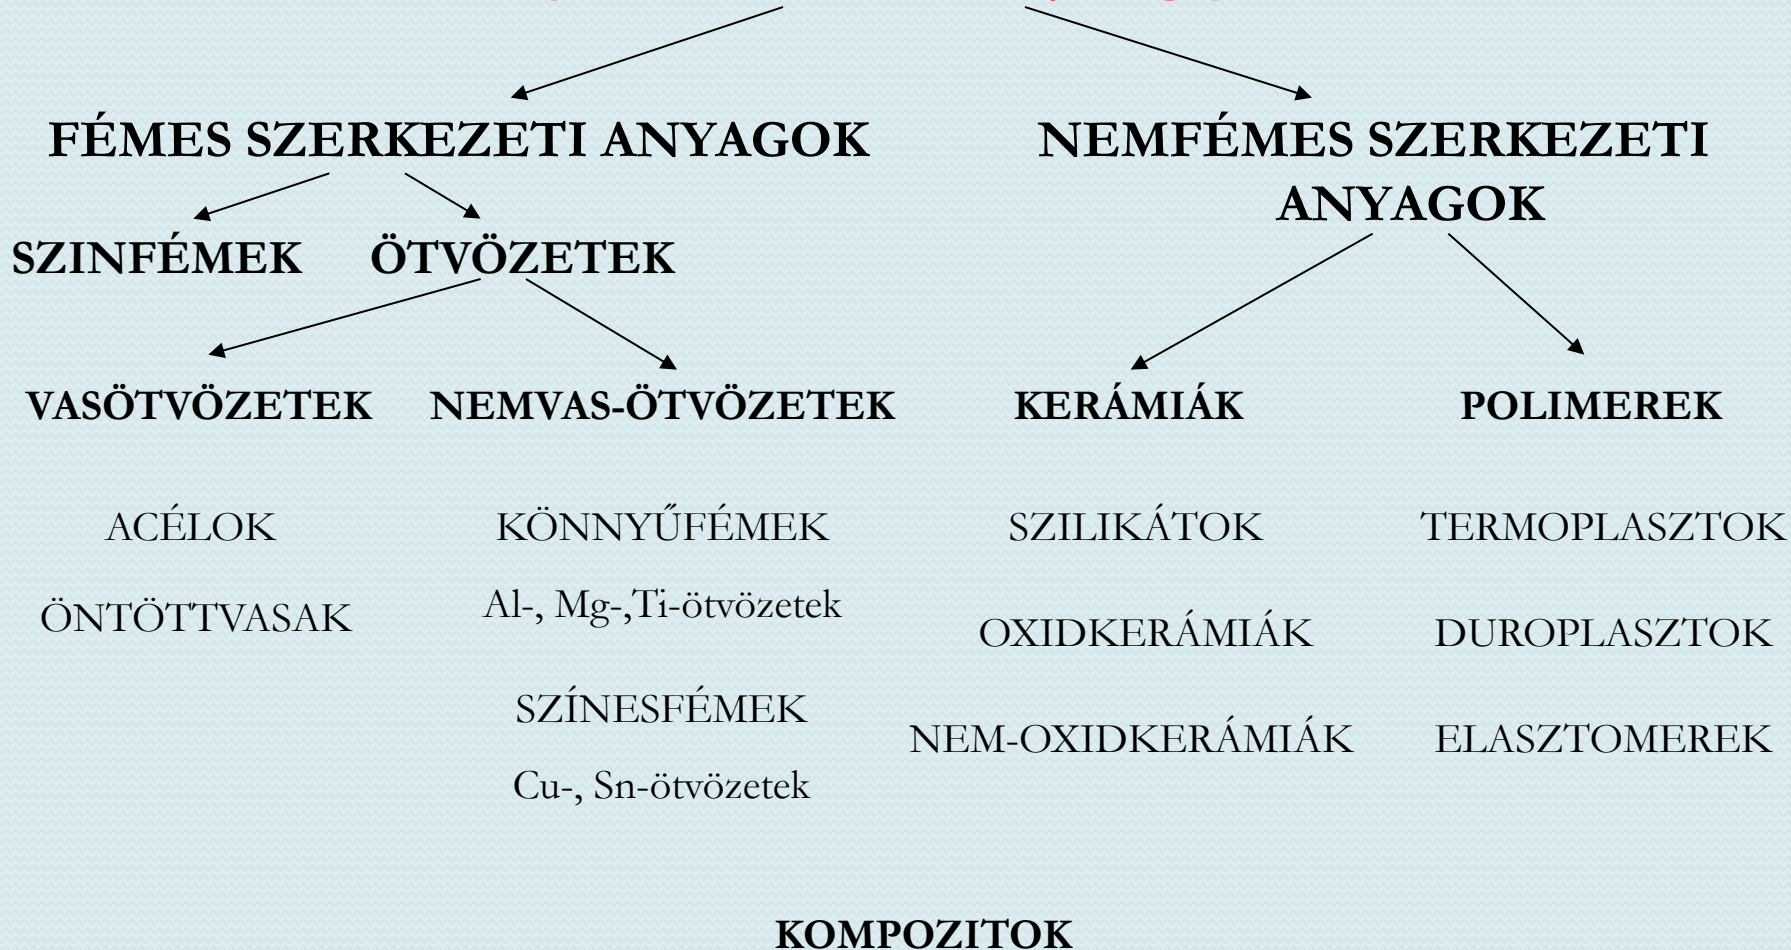 FÉMES SZERKEZETI ANYAGOK
NEMFÉMES SZERKEZETI
ANYAGOK
SZINFÉMEK
ÖTVÖZETEK
VASÖTVÖZETEK
NEMVAS-ÖTVÖZETEK
KERÁMIÁK
POLIMEREK
ACÉLOK
ÖNTÖTTVASAK
KÖNNYŰFÉMEK
Al-, Mg-,Ti-ötvözetek
SZÍNESFÉMEK
Cu-, Sn-ötvözetek
SZILIKÁTOK
OXIDKERÁMIÁK
NEM-OXIDKERÁMIÁK
TERMOPLASZTOK
DUROPLASZTOK
ELASZTOMEREK
KOMPOZITOK